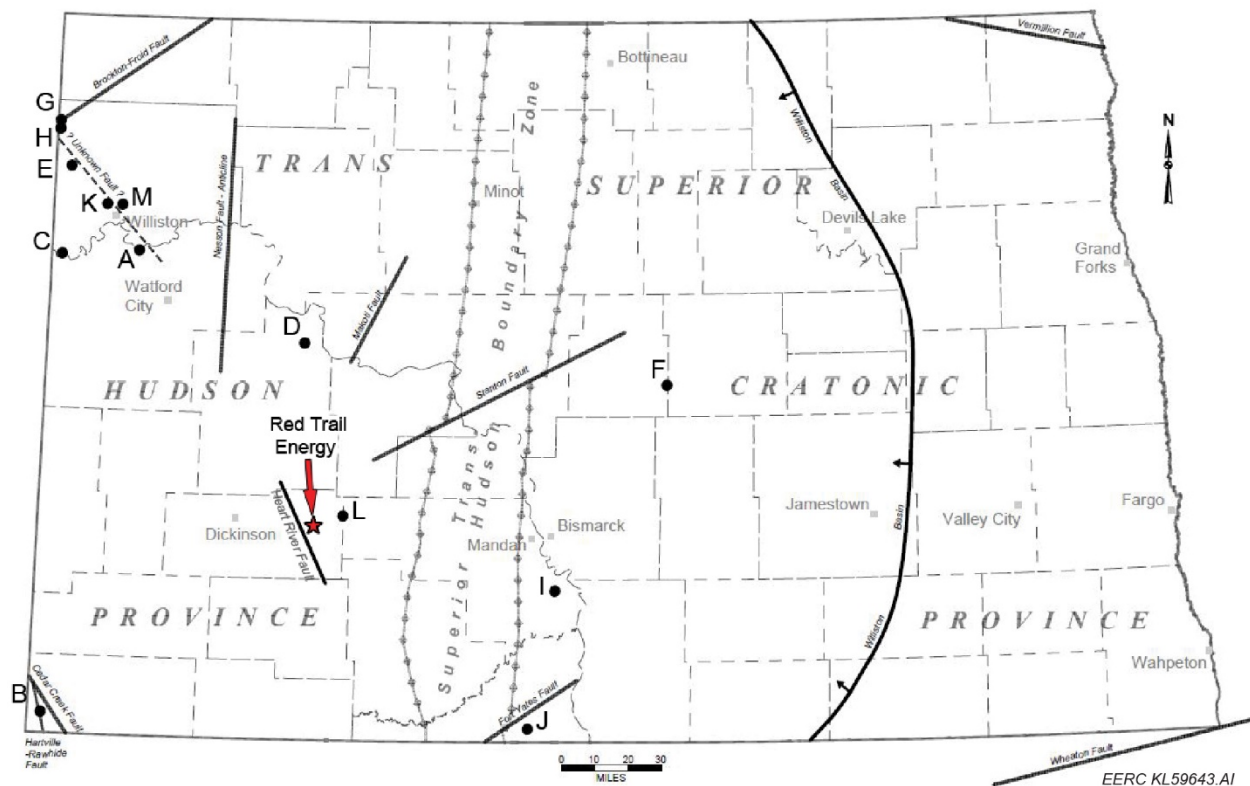 Vermillion Fault
Brockton-Froid Fault
Bottineau
G
H
? Unknown Fault ?
E
Zone
N
TRANS
Williston
Basin
SUPERIOR
Minot
K
M
Williston
Nesson Fault - Anticline
Devils Lake
C
A
Grand
Forks
Watford
City
Boundary
Makoti Fault
D
Stanton Fault
F
HUDSON
CRATONIC
Red Trail
Energy
Superior Trans
Hudson
L
Heart River Fault
Dickinson
Jamestown
Valley City
Fargo
Mandan
Bismarck
Basin
I
PROVINCE
PROVINCE
Williston
Wahpeton
Cedar Creek Fault
B
Fort Yates Fault
J
Hartville
-Rawhide
Fault
0 10 20 30
MILES
Wheaton Fault
EERC KL59643.AI